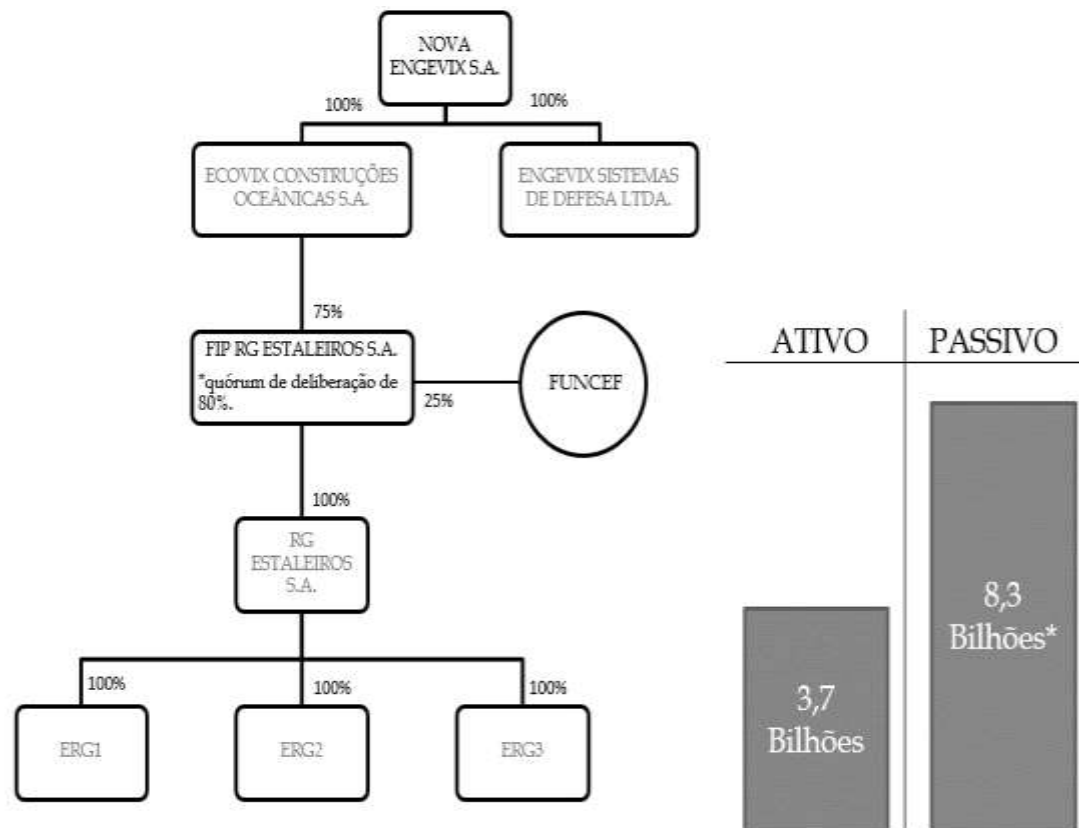 NOVA
ENGEVIX S.A.
100%
100%
ECOVIX CONSTRUÇÕES
OCEÂNICAS S.A.
ENGEVIX SISTEMAS
DE DEFESA LTDA.
75%
FIP RG ESTALEIROS S.A.
*quórum de deliberação de
80%.
25%
FUNCEF
100%
RG
ESTALEIROS
S.A.
100%
100%
100%
ERG1
ERG2
ERG3
ATIVO
PASSIVO
3,7
Bilhões
8,3
Bilhões*